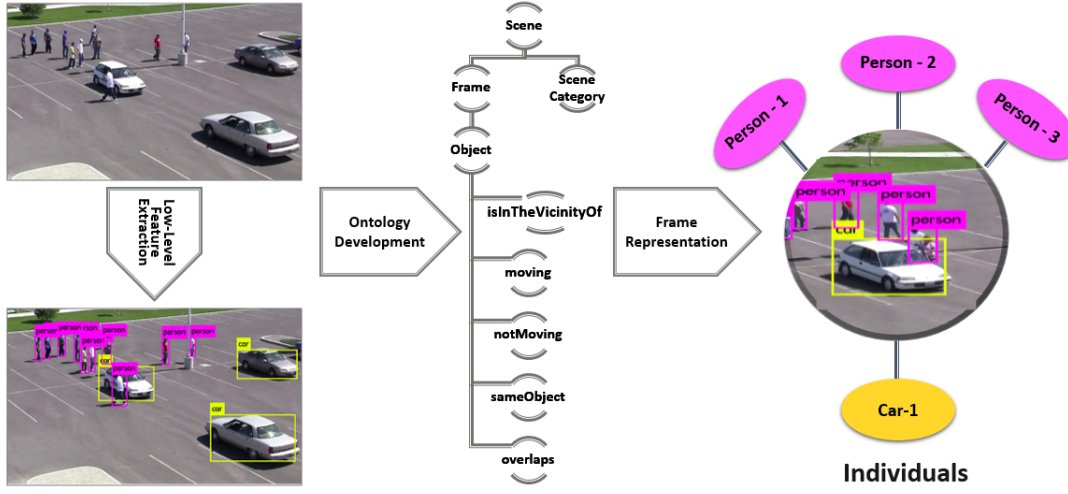 Scene
Frame
Scene
Category
Object
isInTheVicinityOf
moving
notMoving
sameObject
overlaps
Low-Level
Feature
Extraction
Ontology
Development
Frame
Representation
person
person
rson
person
person
person
person
car
person
car
car
Person - 1
Person - 2
Person - 3
person
person
person
person
car
Car-1
Individuals